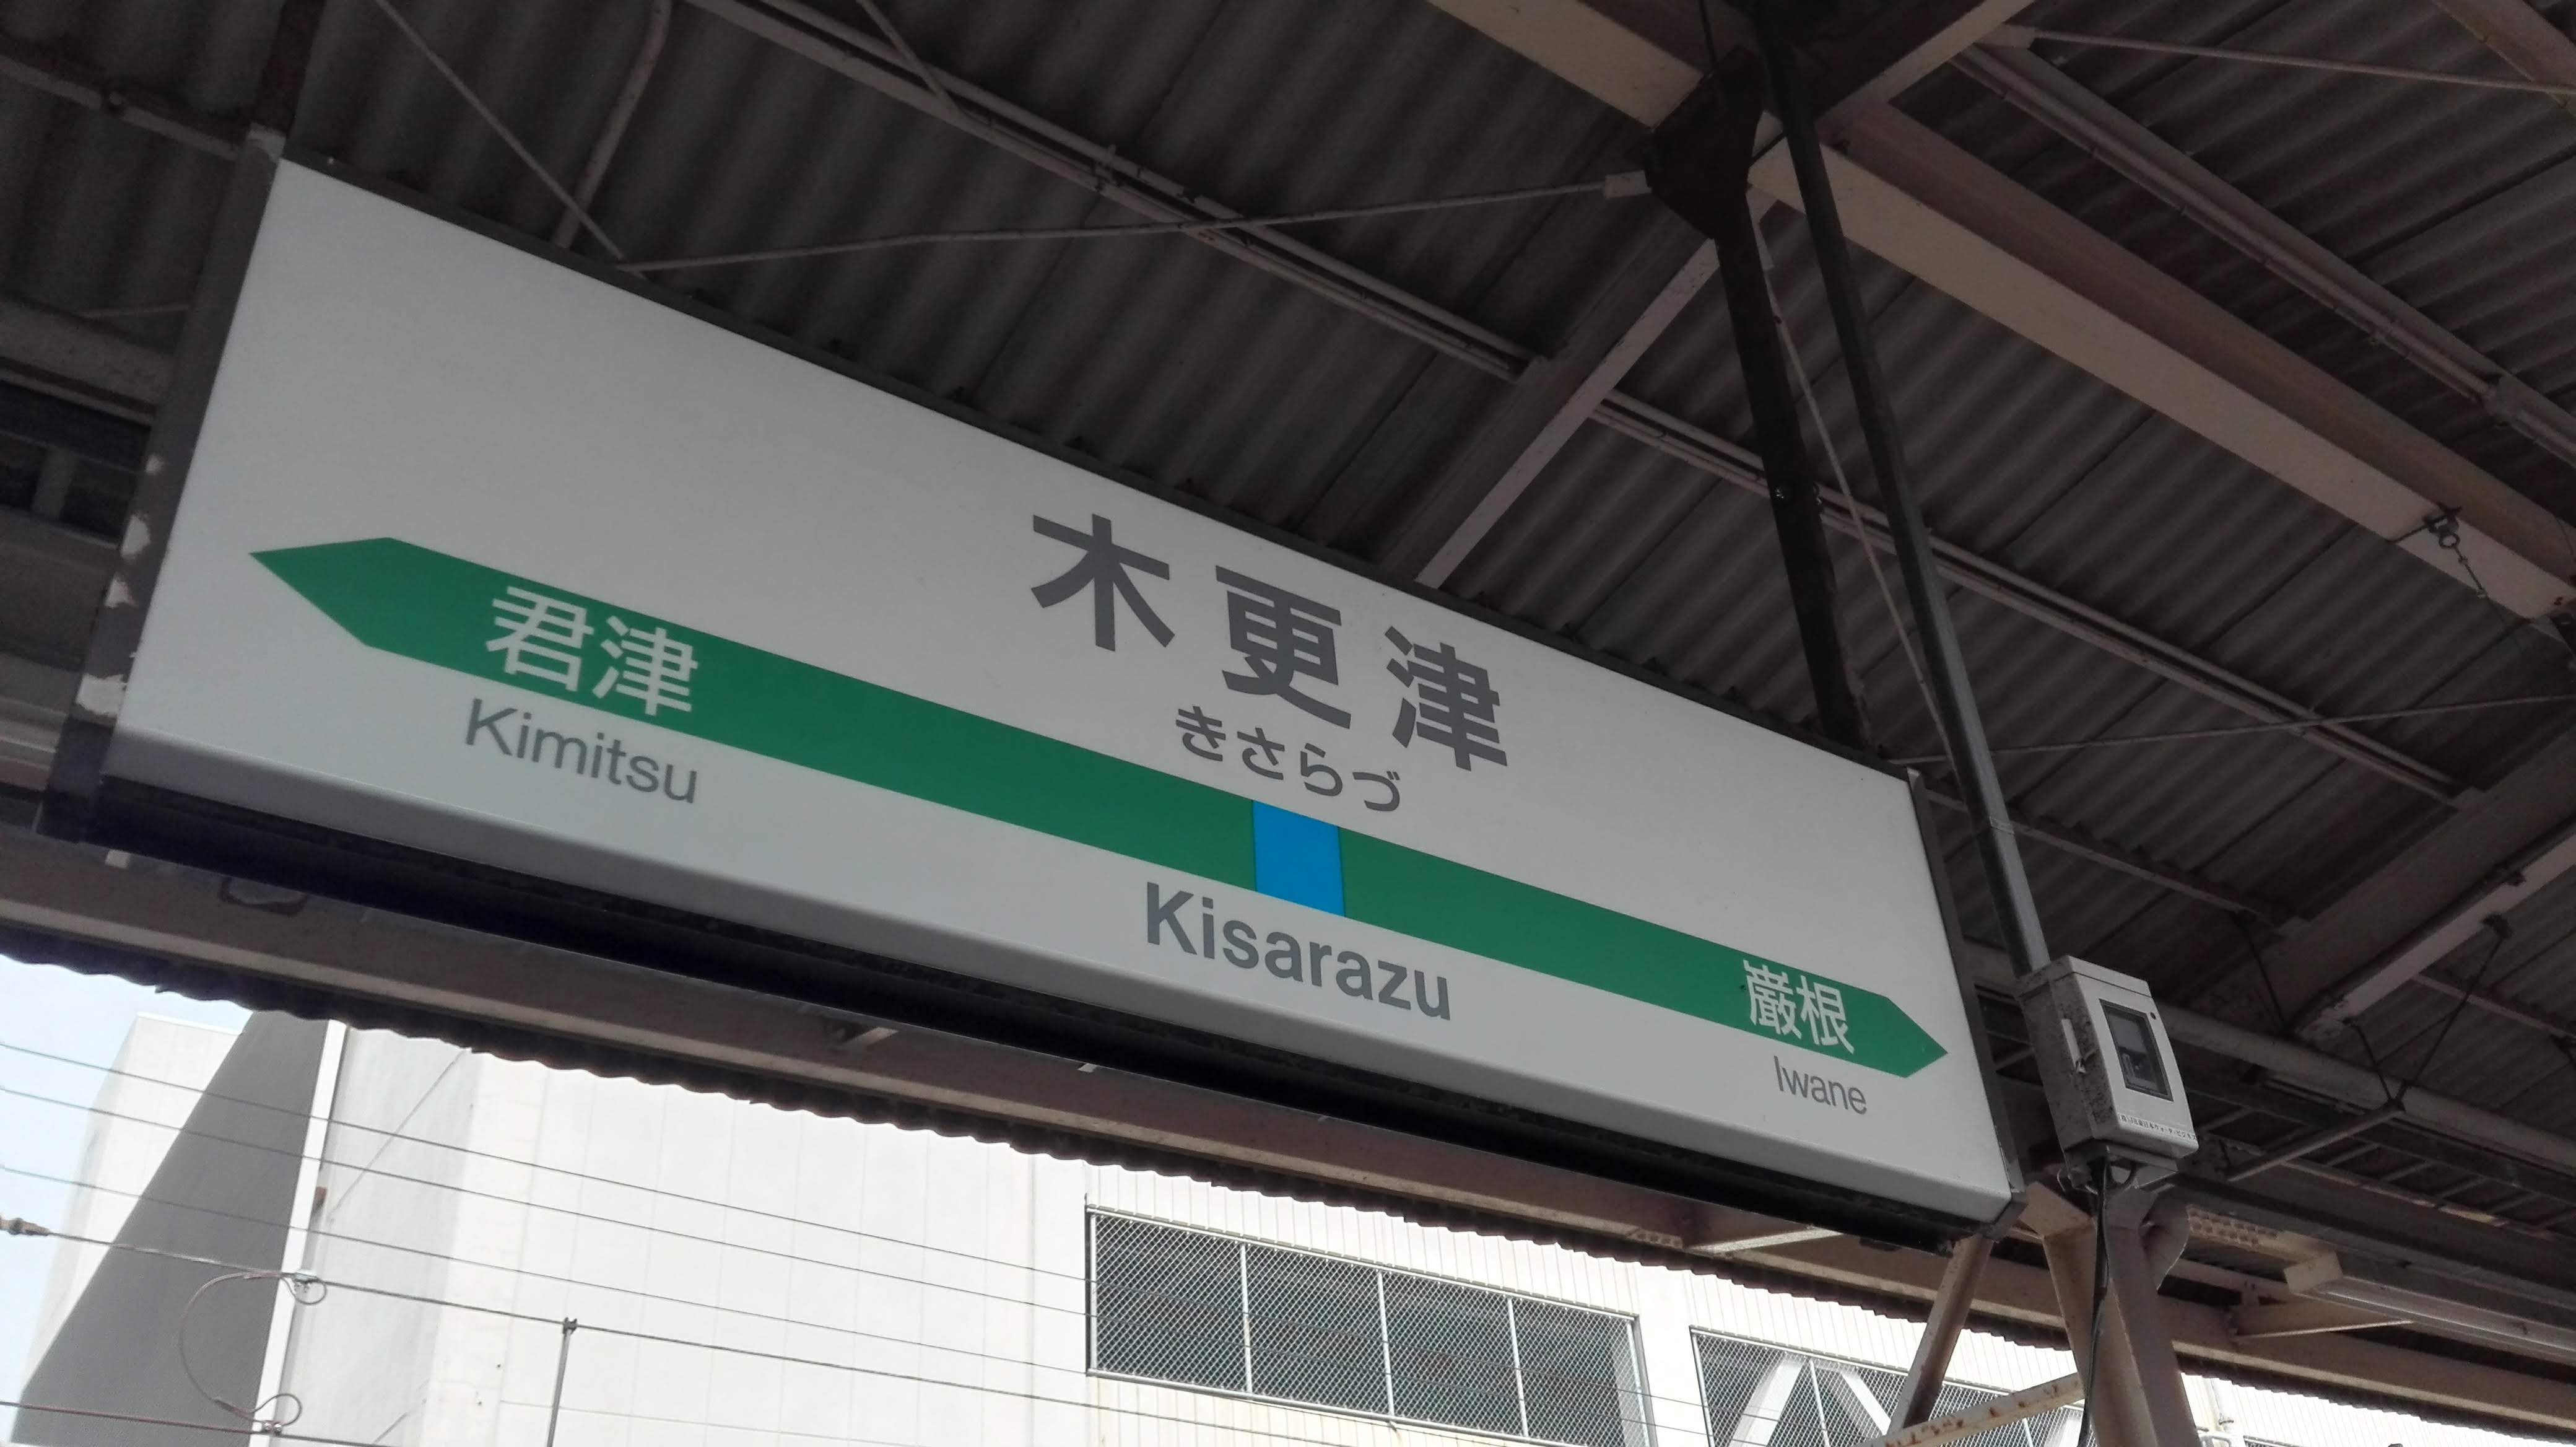 木更津
きさらづ
君津
巌根
Kimitsu
Kisarazu
Iwane